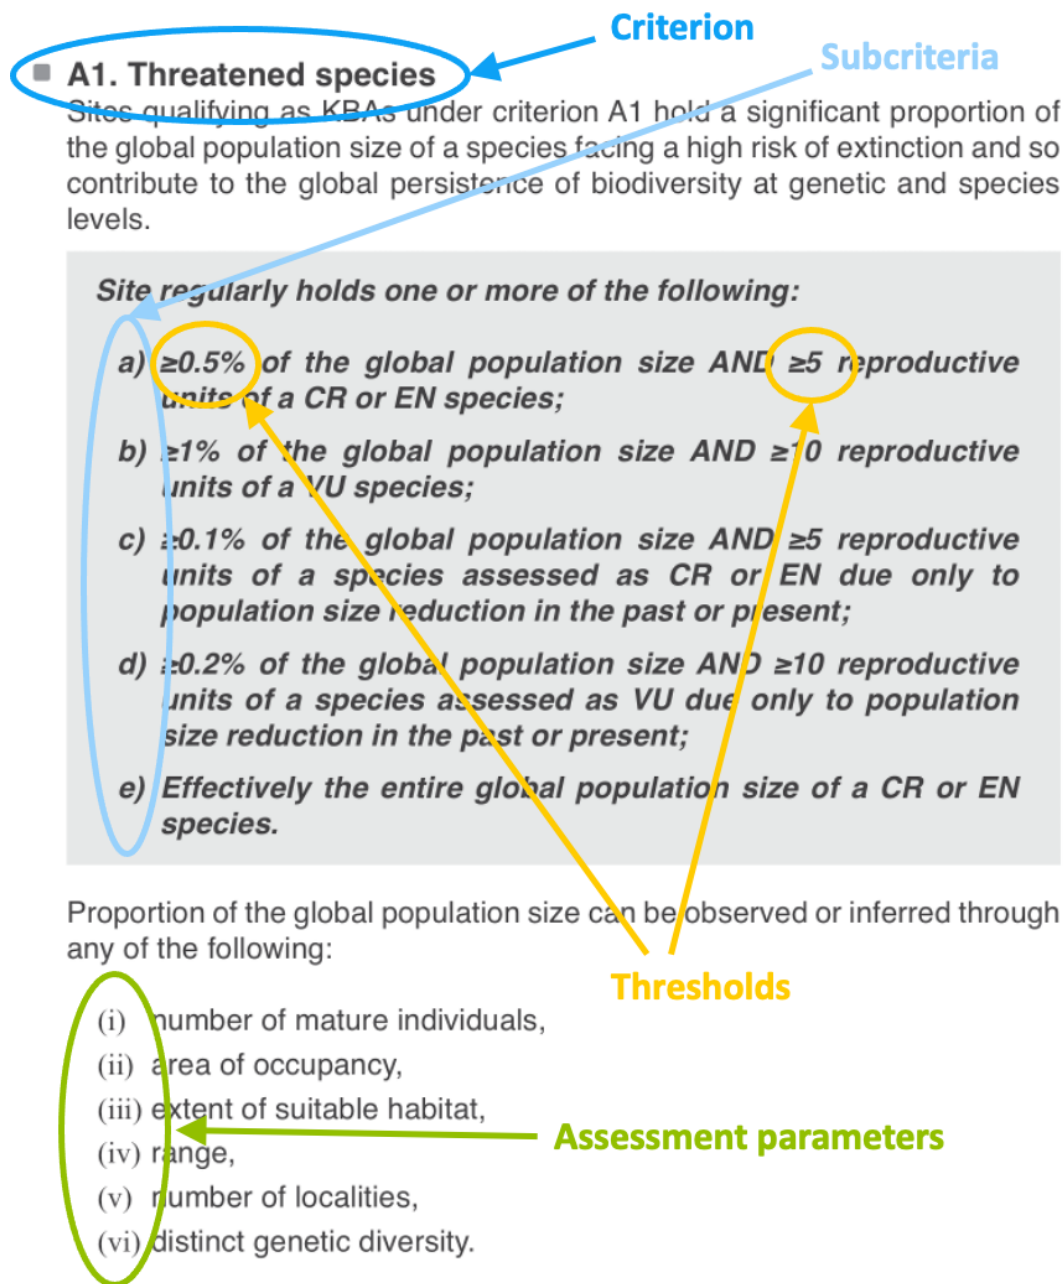 Criterion
A1. Threatened species
Subcriteria
Sites qualifying as KBAs under criterion A1 hold a significant proportion of
the global population size of a species facing a high risk of extinction and so
contribute to the global persistence of biodiversity at genetic and species
levels.
Site regularly holds one or more of the following:
a) ≥0.5% of the global population size AND ≥5 reproductive
units of a CR or EN species;
b) ≥1% of the global population size AND ≥10 reproductive
units of a VU species;
c) ≥0.1% of the global population size AND ≥5 reproductive
units of a species assessed as CR or EN due only to
population size reduction in the past or present;
d) ≥0.2% of the global population size AND ≥10 reproductive
units of a species assessed as VU due only to population
size reduction in the past or present;
e) Effectively the entire global population size of a CR or EN
species.
Proportion of the global population size can be observed or inferred through
any of the following:
Thresholds
(i) number of mature individuals,
(ii) area of occupancy,
(iii) extent of suitable habitat,
Assessment parameters
(iv) range,
(v) number of localities,
(vi) distinct genetic diversity.